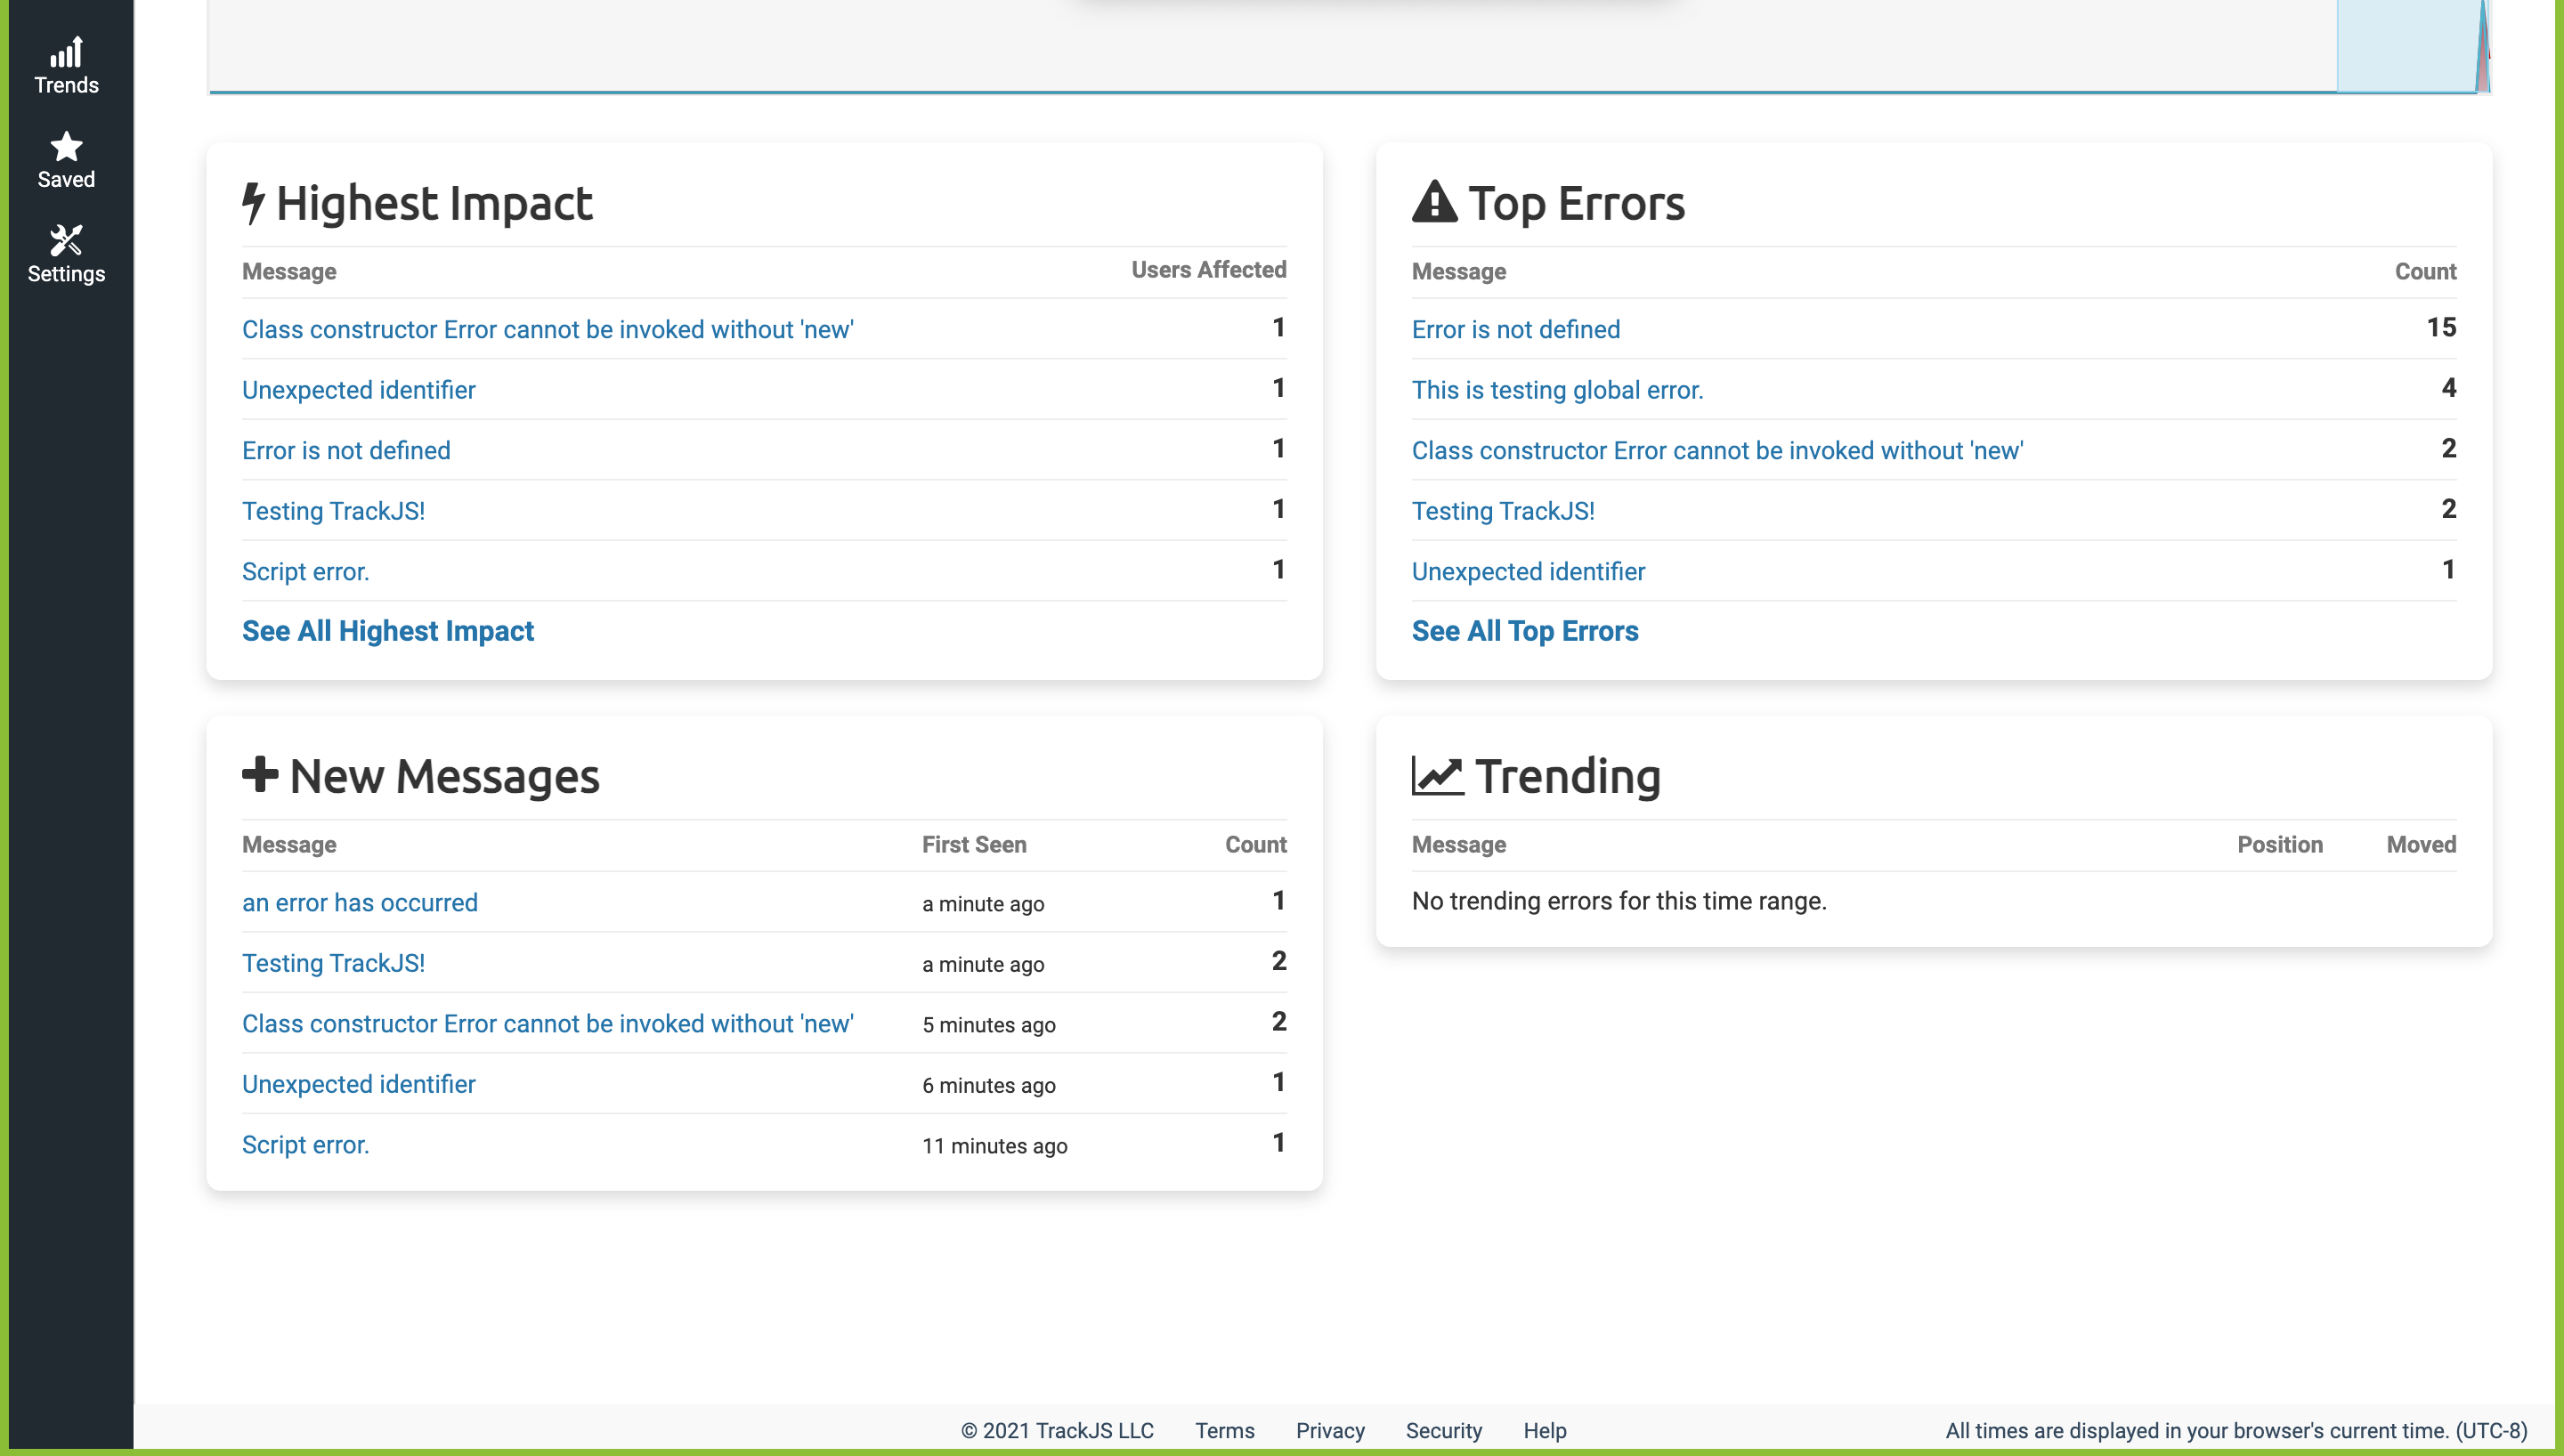 Trends
Saved
Settings
Highest Impact
Message Users Affected
Class constructor Error cannot be invoked without 'new' 1
Unexpected identifier 1
Error is not defined 1
Testing TrackJS! 1
Script error. 1
See All Highest Impact
Top Errors
Message Count
Error is not defined 15
This is testing global error. 4
Class constructor Error cannot be invoked without 'new' 2
Testing TrackJS! 2
Unexpected identifier 1
See All Top Errors
New Messages
Message First Seen Count
an error has occurred a minute ago 1
Testing TrackJS! a minute ago 2
Class constructor Error cannot be invoked without 'new' 5 minutes ago 2
Unexpected identifier 6 minutes ago 1
Script error. 11 minutes ago 1
Trending
Message Position Moved
No trending errors for this time range.
© 2021 TrackJS LLC Terms Privacy Security Help All times are displayed in your browser's current time. (UTC-8)